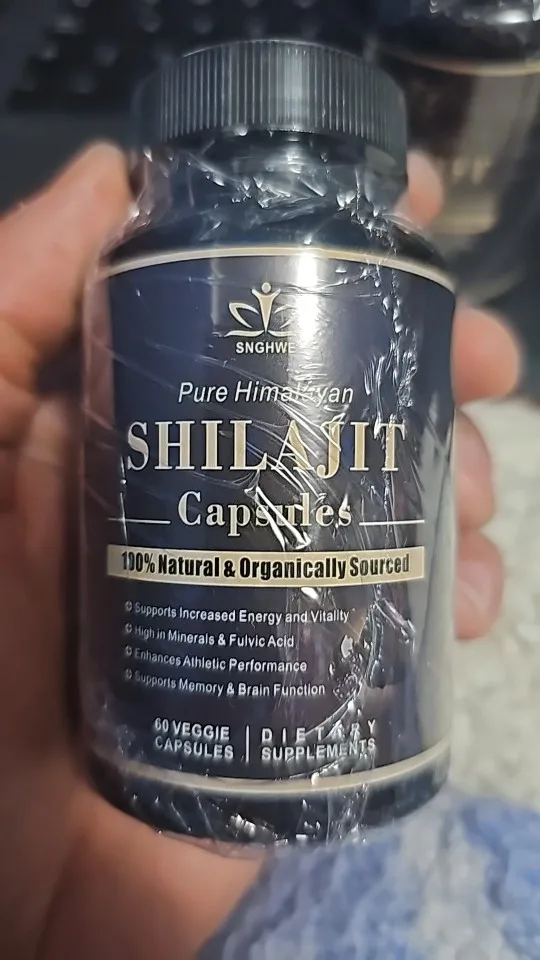 SNGHWE
Pure Himalayan
SHILAJIT
Capsules
100% Natural & Organically Sourced
Supports Increased Energy and Vitality
High in Minerals & Fulvic Acid
Enhances Athletic Performance
Supports Memory & Brain Function
60 VEGGIE
CAPSULES
DIETARY
SUPPLEMENTS